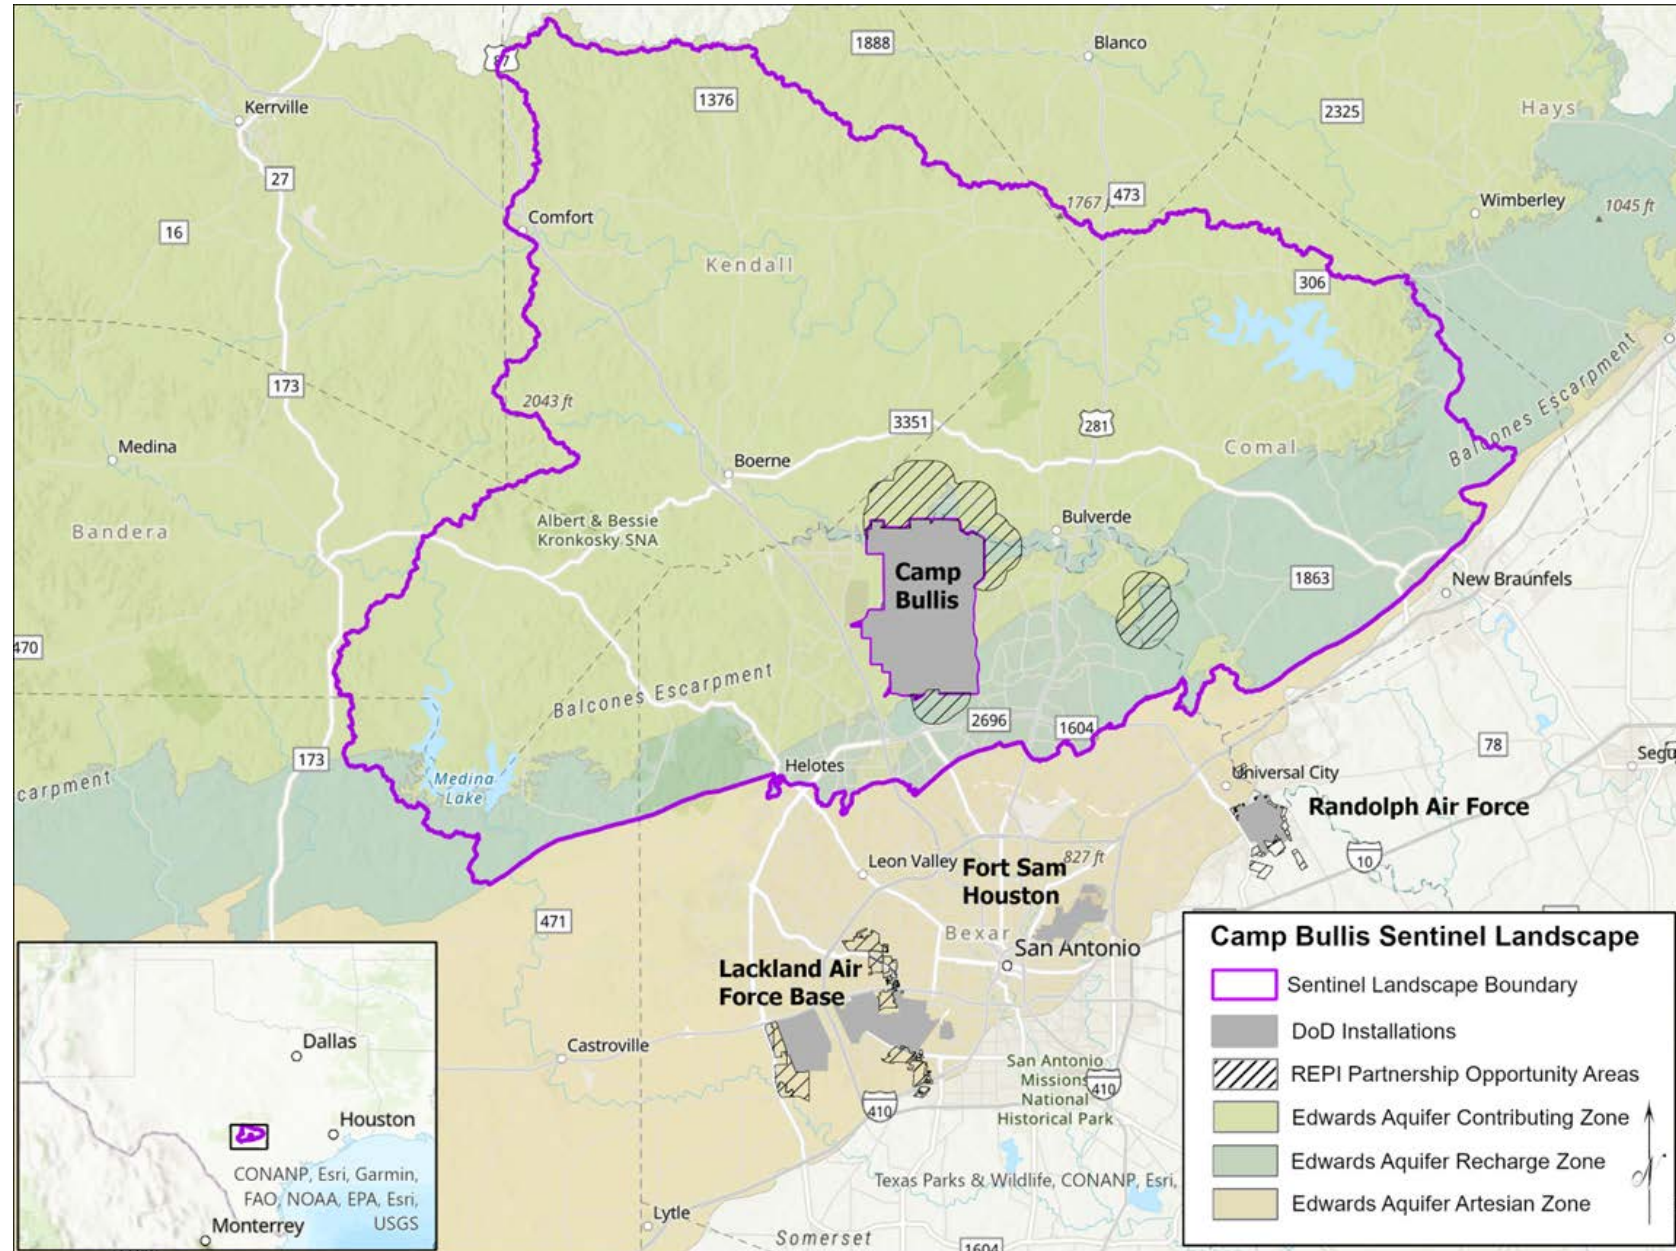 87
1888
Blanco
1376
2325
Hays
Kerrville
27
473
1767 ft
Wimberley
1045 ft
16
Comfort
Kendall
306
173
2043 ft
3351
281
Comal
Balcones Escarpment
Medina
Boerne
Bandera
Albert & Bessie
Kronkosky SNA
Bulverde
Camp
Bullis
1863
New Braunfels
470
Balcones Escarpment
2696
1604
78
173
Helotes
Medina
Lake
carpment
Universal City
Segu
Randolph Air Force
Leon Valley
827 ft
Fort Sam
Houston
10
471
Bexar
San Antonio
Lackland Air
Force Base
Castroville
San Antonio
Missions
National
Historical Park
410
410
Texas Parks & Wildlife, CONANP, Esri,
Lytle
Somerset
1604
Dallas
Houston
CONANP, Esri, Garmin,
FAO, NOAA, EPA, Esri,
USGS
Monterrey
Camp Bullis Sentinel Landscape
Sentinel Landscape Boundary
DoD Installations
REPI Partnership Opportunity Areas
Edwards Aquifer Contributing Zone
Edwards Aquifer Recharge Zone
Edwards Aquifer Artesian Zone